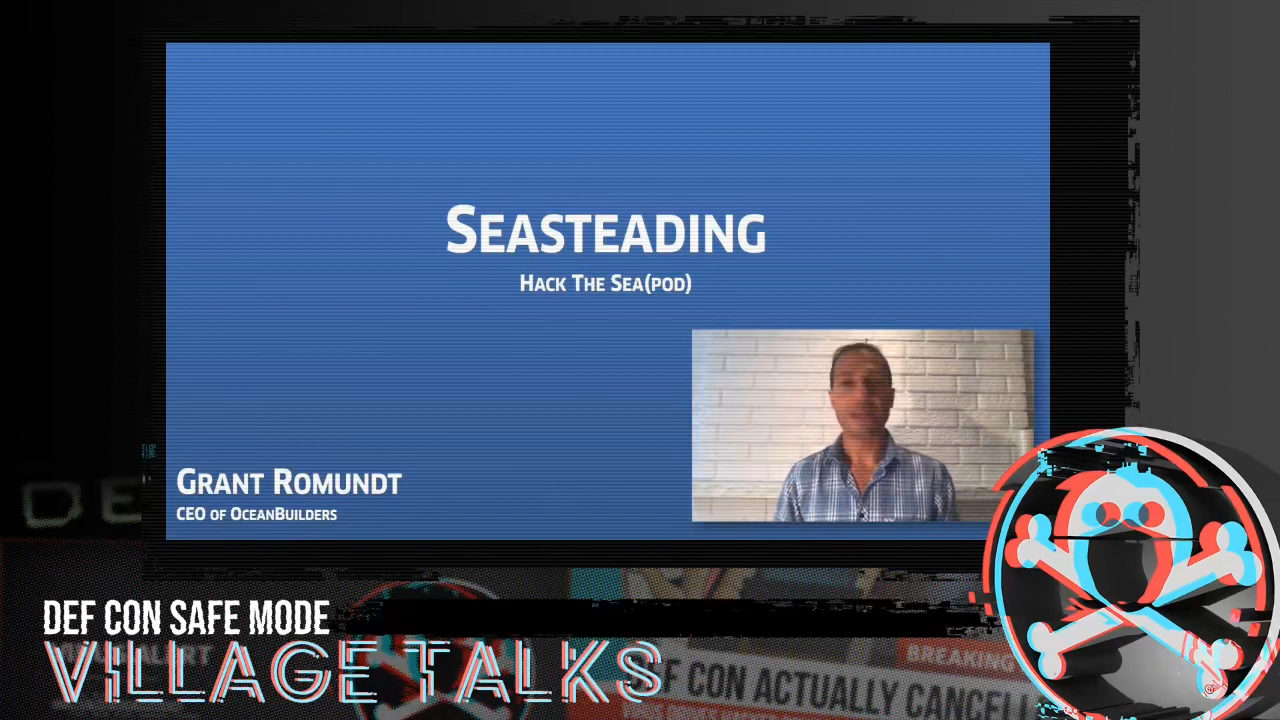 SEASTEADING
HACK THE SEA(POD)
GRANT ROMUNDT
CEO OF OCEANBUILDERS
DEF CON SAFE MODE
VILLAGE TALKS
BREAKING
DEF CON ACTUALLY CANCELL